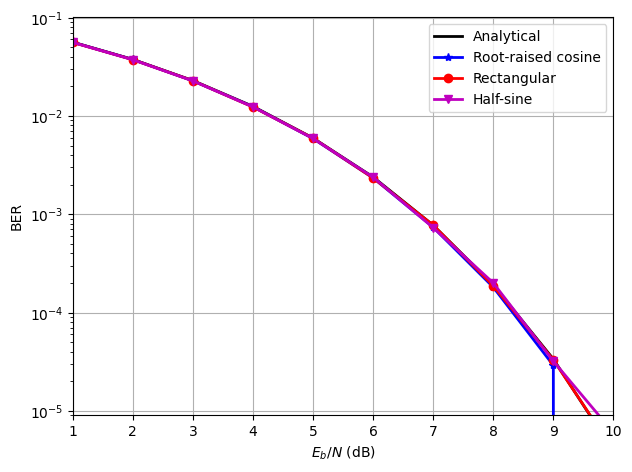 10⁻¹
10⁻²
10⁻³
10⁻⁴
10⁻⁵
BER
Analytical
Root-raised cosine
Rectangular
Half-sine
1 2 3 4 5 6 7 8 9 10
E_b/N (dB)